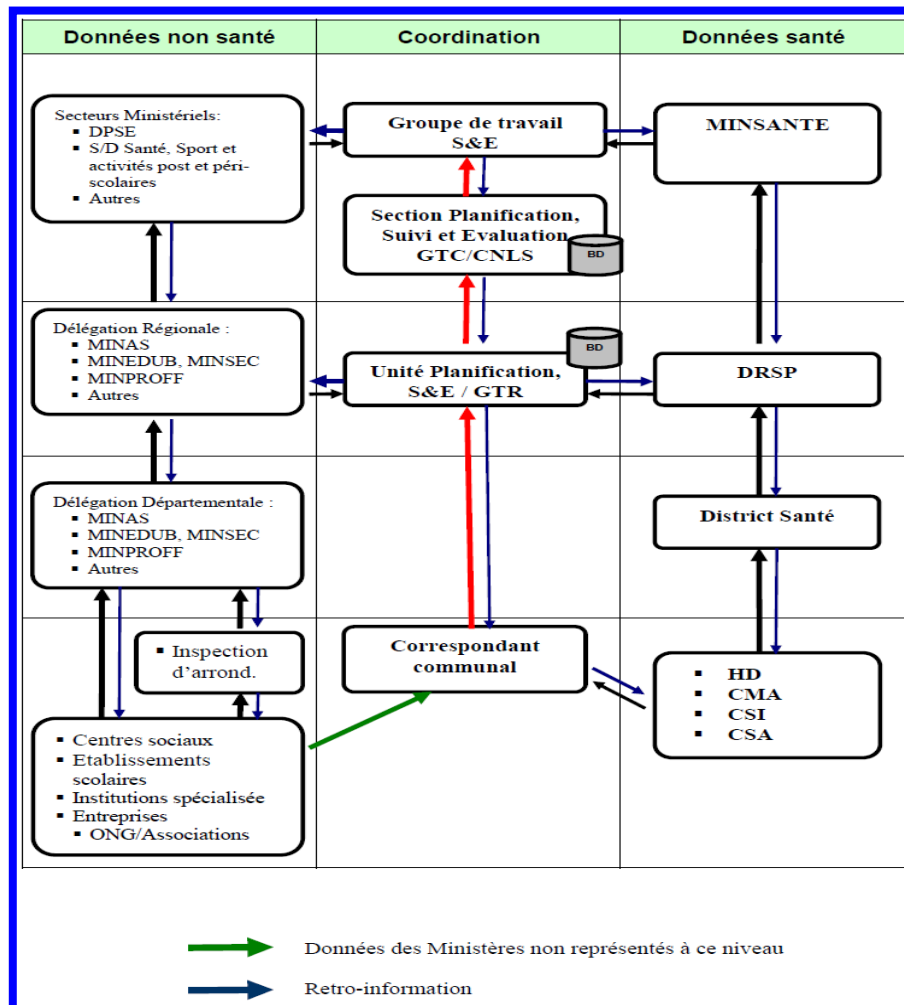 Données non santé
Coordination
Données santé
Secteurs Ministériels:
▪ DPSE
▪ S/D Santé, Sport et
activités post et péri-
scolaires
▪ Autres
Groupe de travail
S&E
MINSANTE
Section Planification,
Suivi et Evaluation
GTC/CNLS
BD
Délégation Régionale :
▪ MINAS
▪ MINEDUB, MINSEC
▪ MINPROFF
▪ Autres
BD
Unité Planification,
S&E / GTR
DRSP
Délégation Départementale :
▪ MINAS
▪ MINEDUB, MINSEC
▪ MINPROFF
▪ Autres
District Santé
▪ Inspection
d’arrond.
Correspondant
communal
▪ HD
▪ CMA
▪ CSI
▪ CSA
▪ Centres sociaux
▪ Etablissements
scolaires
▪ Institutions spécialisée
▪ Entreprises
▪ ONG/Associations
Données des Ministères non représentés à ce niveau
Retro-information